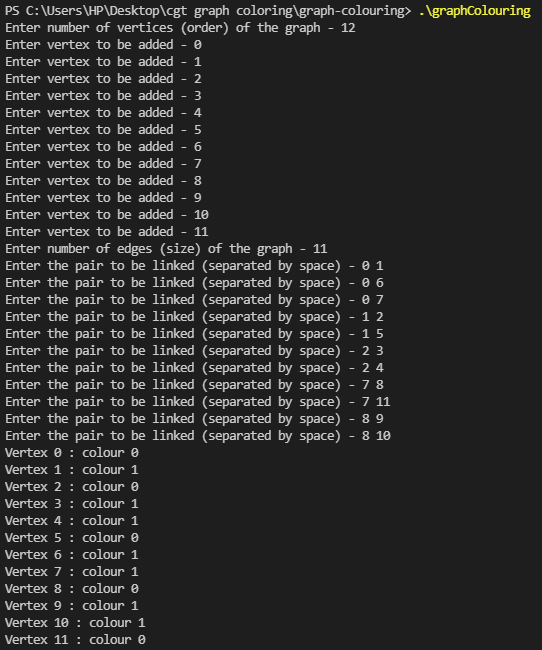 PS C:\Users\HP\Desktop\cgt graph coloring\graph-colouring> .\graphColouring
Enter number of vertices (order) of the graph - 12
Enter vertex to be added - 0
Enter vertex to be added - 1
Enter vertex to be added - 2
Enter vertex to be added - 3
Enter vertex to be added - 4
Enter vertex to be added - 5
Enter vertex to be added - 6
Enter vertex to be added - 7
Enter vertex to be added - 8
Enter vertex to be added - 9
Enter vertex to be added - 10
Enter vertex to be added - 11
Enter number of edges (size) of the graph - 11
Enter the pair to be linked (separated by space) - 0 1
Enter the pair to be linked (separated by space) - 0 6
Enter the pair to be linked (separated by space) - 0 7
Enter the pair to be linked (separated by space) - 1 2
Enter the pair to be linked (separated by space) - 1 5
Enter the pair to be linked (separated by space) - 2 3
Enter the pair to be linked (separated by space) - 2 4
Enter the pair to be linked (separated by space) - 7 8
Enter the pair to be linked (separated by space) - 7 11
Enter the pair to be linked (separated by space) - 8 9
Enter the pair to be linked (separated by space) - 8 10
Vertex 0 : colour 0
Vertex 1 : colour 1
Vertex 2 : colour 0
Vertex 3 : colour 1
Vertex 4 : colour 1
Vertex 5 : colour 0
Vertex 6 : colour 1
Vertex 7 : colour 1
Vertex 8 : colour 0
Vertex 9 : colour 1
Vertex 10 : colour 1
Vertex 11 : colour 0